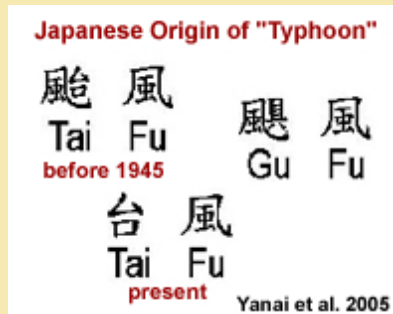 Japanese Origin of "Typhoon"
颱 風
Tai Fu
before 1945
颶 風
Gu Fu
台 風
Tai Fu
present
Yanai et al. 2005